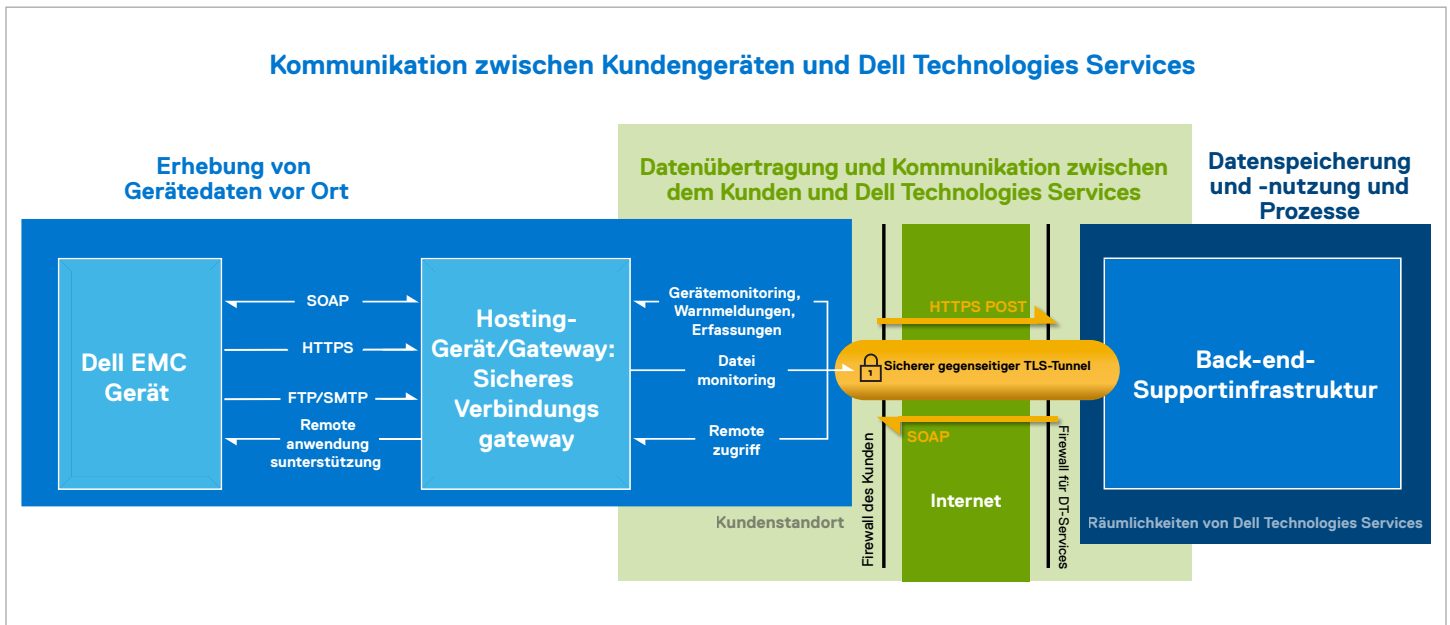 Kommunikation zwischen Kundengeräten und Dell Technologies Services
Erhebung von
Gerätedaten vor Ort
Datenübertragung und Kommunikation zwischen
dem Kunden und Dell Technologies Services
Datenspeicherung
und -nutzung und
Prozesse
Dell EMC
Gerät
SOAP
HTTPS
FTP/SMTP
Remote
anwendung
sunterstützung
Hosting-
Gerät/Gateway:
Sicheres
Verbindungs
gateway
Gerätemonitoring,
Warnmeldungen,
Erfassungen
Datei
monitoring
Remote
zugriff
Kundenstandort
Firewall des Kunden
HTTPS POST
1
Sicherer gegenseitiger TLS-Tunnel
SOAP
Internet
Firewall für DT-Services
Back-end-
Supportinfrastruktur
Räumlichkeiten von Dell Technologies Services